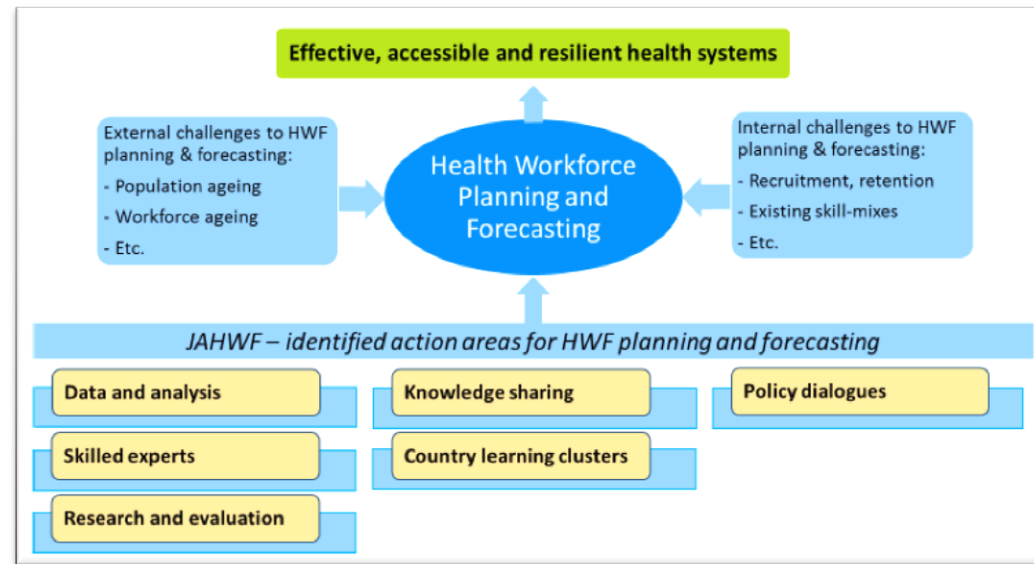 Effective, accessible and resilient health systems
External challenges to HWF
planning & forecasting:
- Population ageing
- Workforce ageing
- Etc.
Health Workforce
Planning and
Forecasting
Internal challenges to HWF
planning & forecasting:
- Recruitment, retention
- Existing skill-mixes
- Etc.
JAHWF – identified action areas for HWF planning and forecasting
Data and analysis
Knowledge sharing
Policy dialogues
Skilled experts
Country learning clusters
Research and evaluation